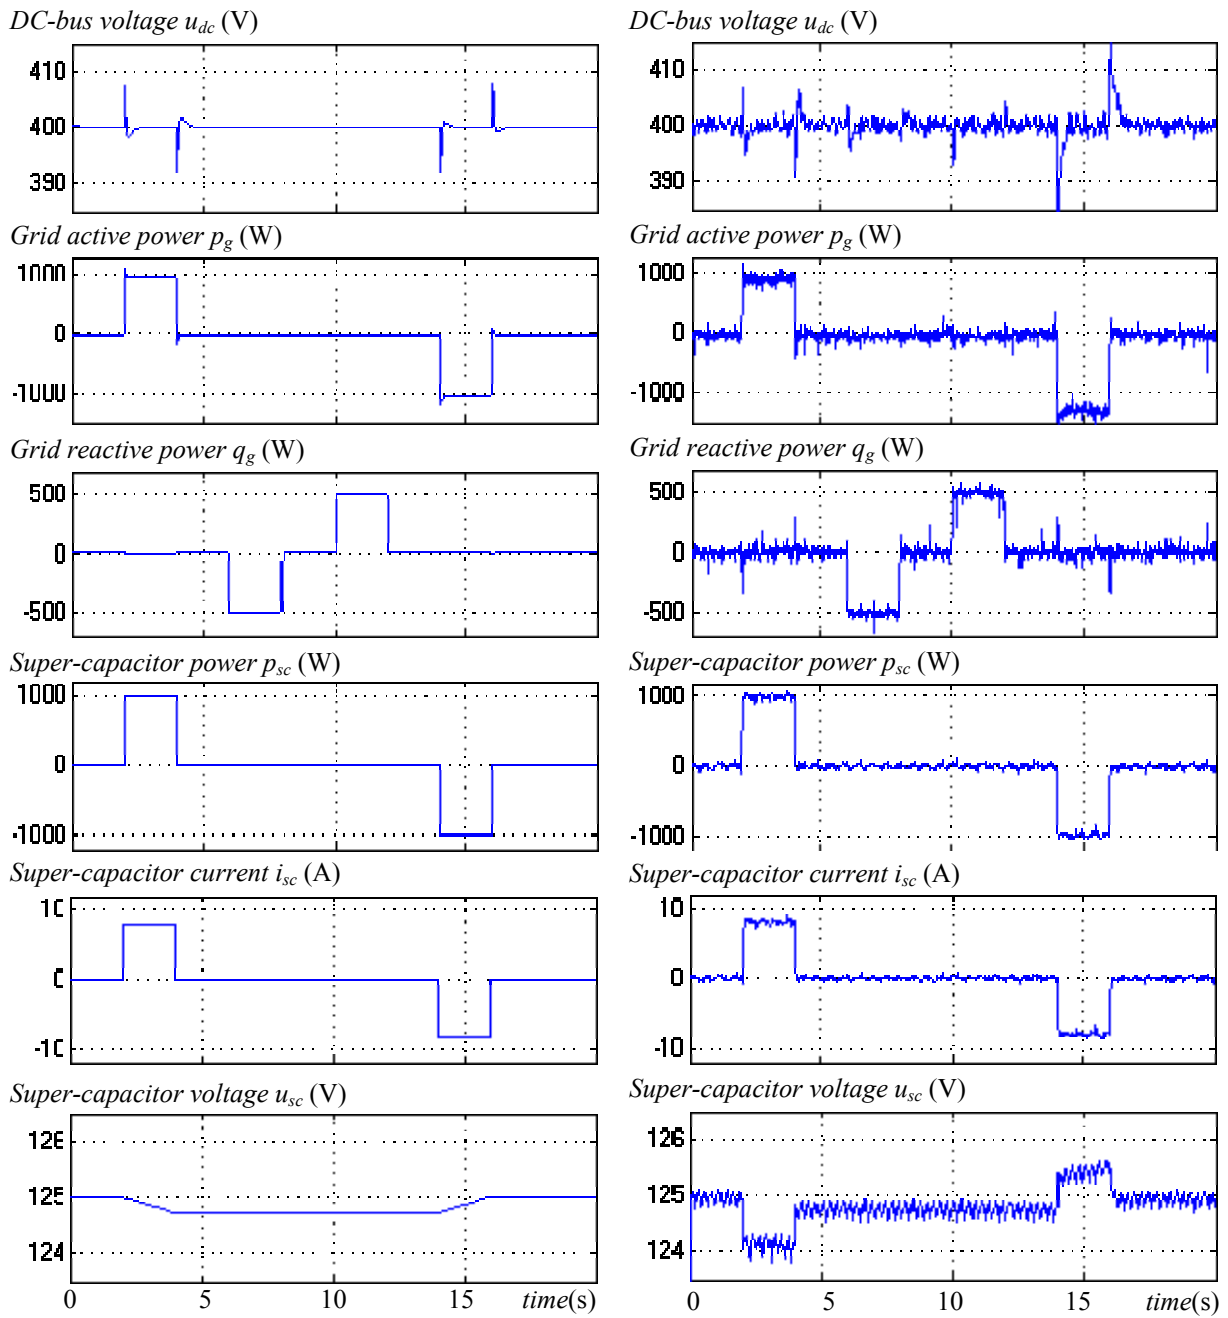 DC-bus voltage u_dc (V)
410
400
390
Grid active power p_g (W)
1000
0
-1000
Grid reactive power q_g (W)
500
0
-500
Super-capacitor power p_sc (W)
1000
0
-1000
Super-capacitor current i_sc (A)
10
-10
Super-capacitor voltage u_sc (V)
126
125
124
0 5 10 15 time(s)
DC-bus voltage u_dc (V)
410
400
390
Grid active power p_g (W)
1000
0
-1000
Grid reactive power q_g (W)
500
0
-500
Super-capacitor power p_sc (W)
1000
0
-1000
Super-capacitor current i_sc (A)
10
0
-10
Super-capacitor voltage u_sc (V)
126
125
124
0 5 10 15 time(s)